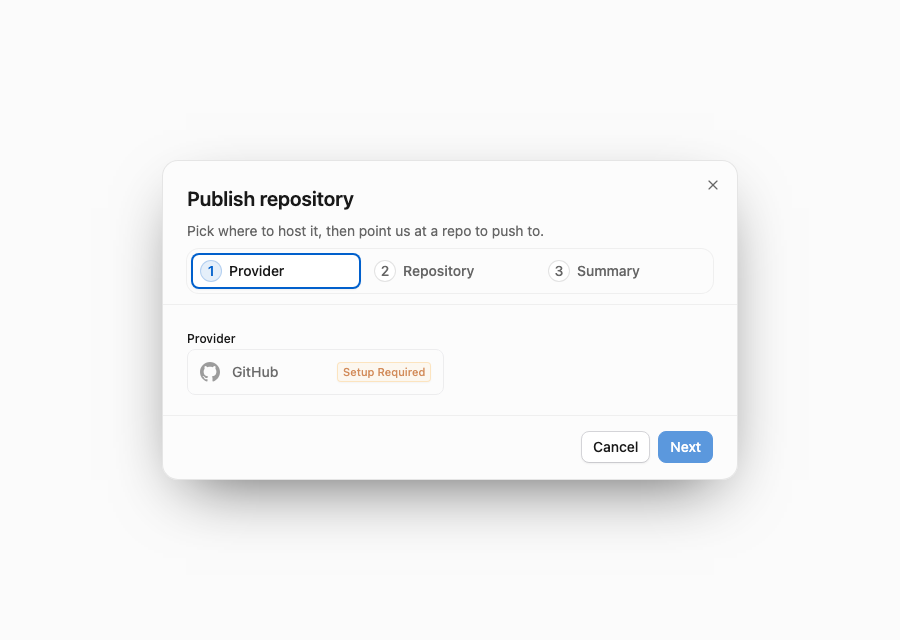 Publish repository
Pick where to host it, then point us at a repo to push to.
1 Provider
2 Repository
3 Summary
Provider
GitHub
Setup Required
Cancel
Next